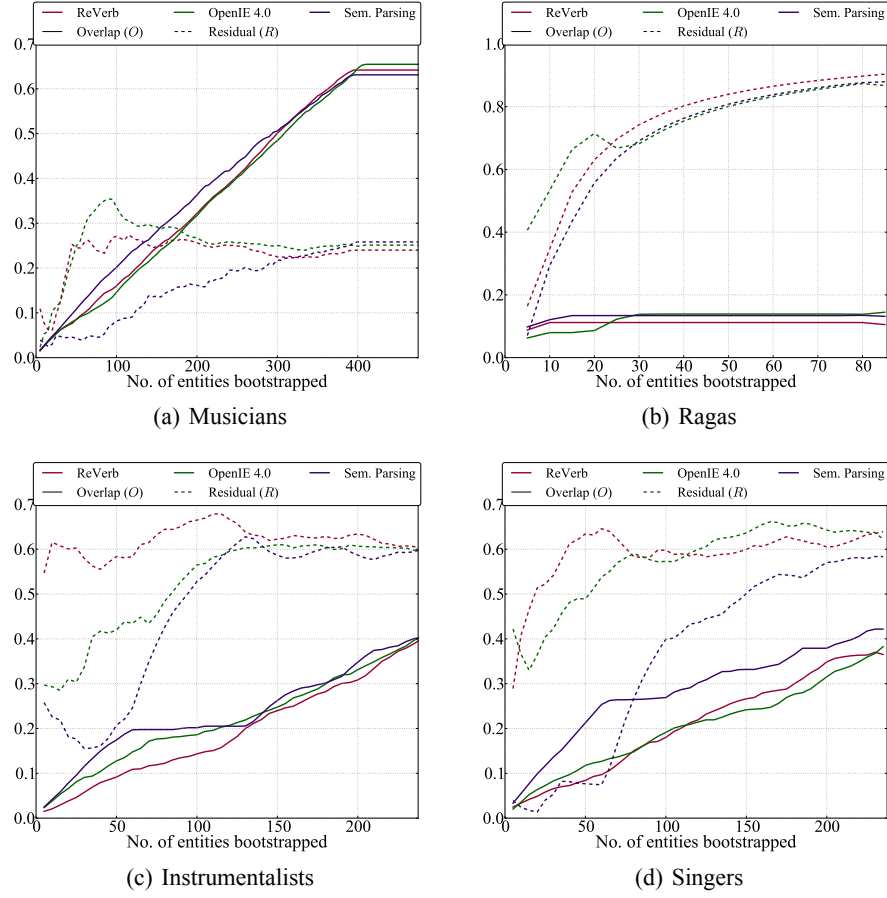 ReVerb OpenIE 4.0 Sem. Parsing
Overlap (O) Residual (R)
0.7
0.6
0.5
0.4
0.3
0.2
0.1
0.0
0 100 200 300 400
No. of entities bootstrapped
(a) Musicians
ReVerb OpenIE 4.0 Sem. Parsing
Overlap (O) Residual (R)
1.0
0.8
0.6
0.4
0.2
0.0
0 10 20 30 40 50 60 70 80
No. of entities bootstrapped
(b) Ragas
ReVerb OpenIE 4.0 Sem. Parsing
Overlap (O) Residual (R)
0.7
0.6
0.5
0.4
0.3
0.2
0.1
0.0
0 50 100 150 200
No. of entities bootstrapped
(c) Instrumentalists
ReVerb OpenIE 4.0 Sem. Parsing
Overlap (O) Residual (R)
0.7
0.6
0.5
0.4
0.3
0.2
0.1
0.0
0 50 100 150 200
No. of entities bootstrapped
(d) Singers